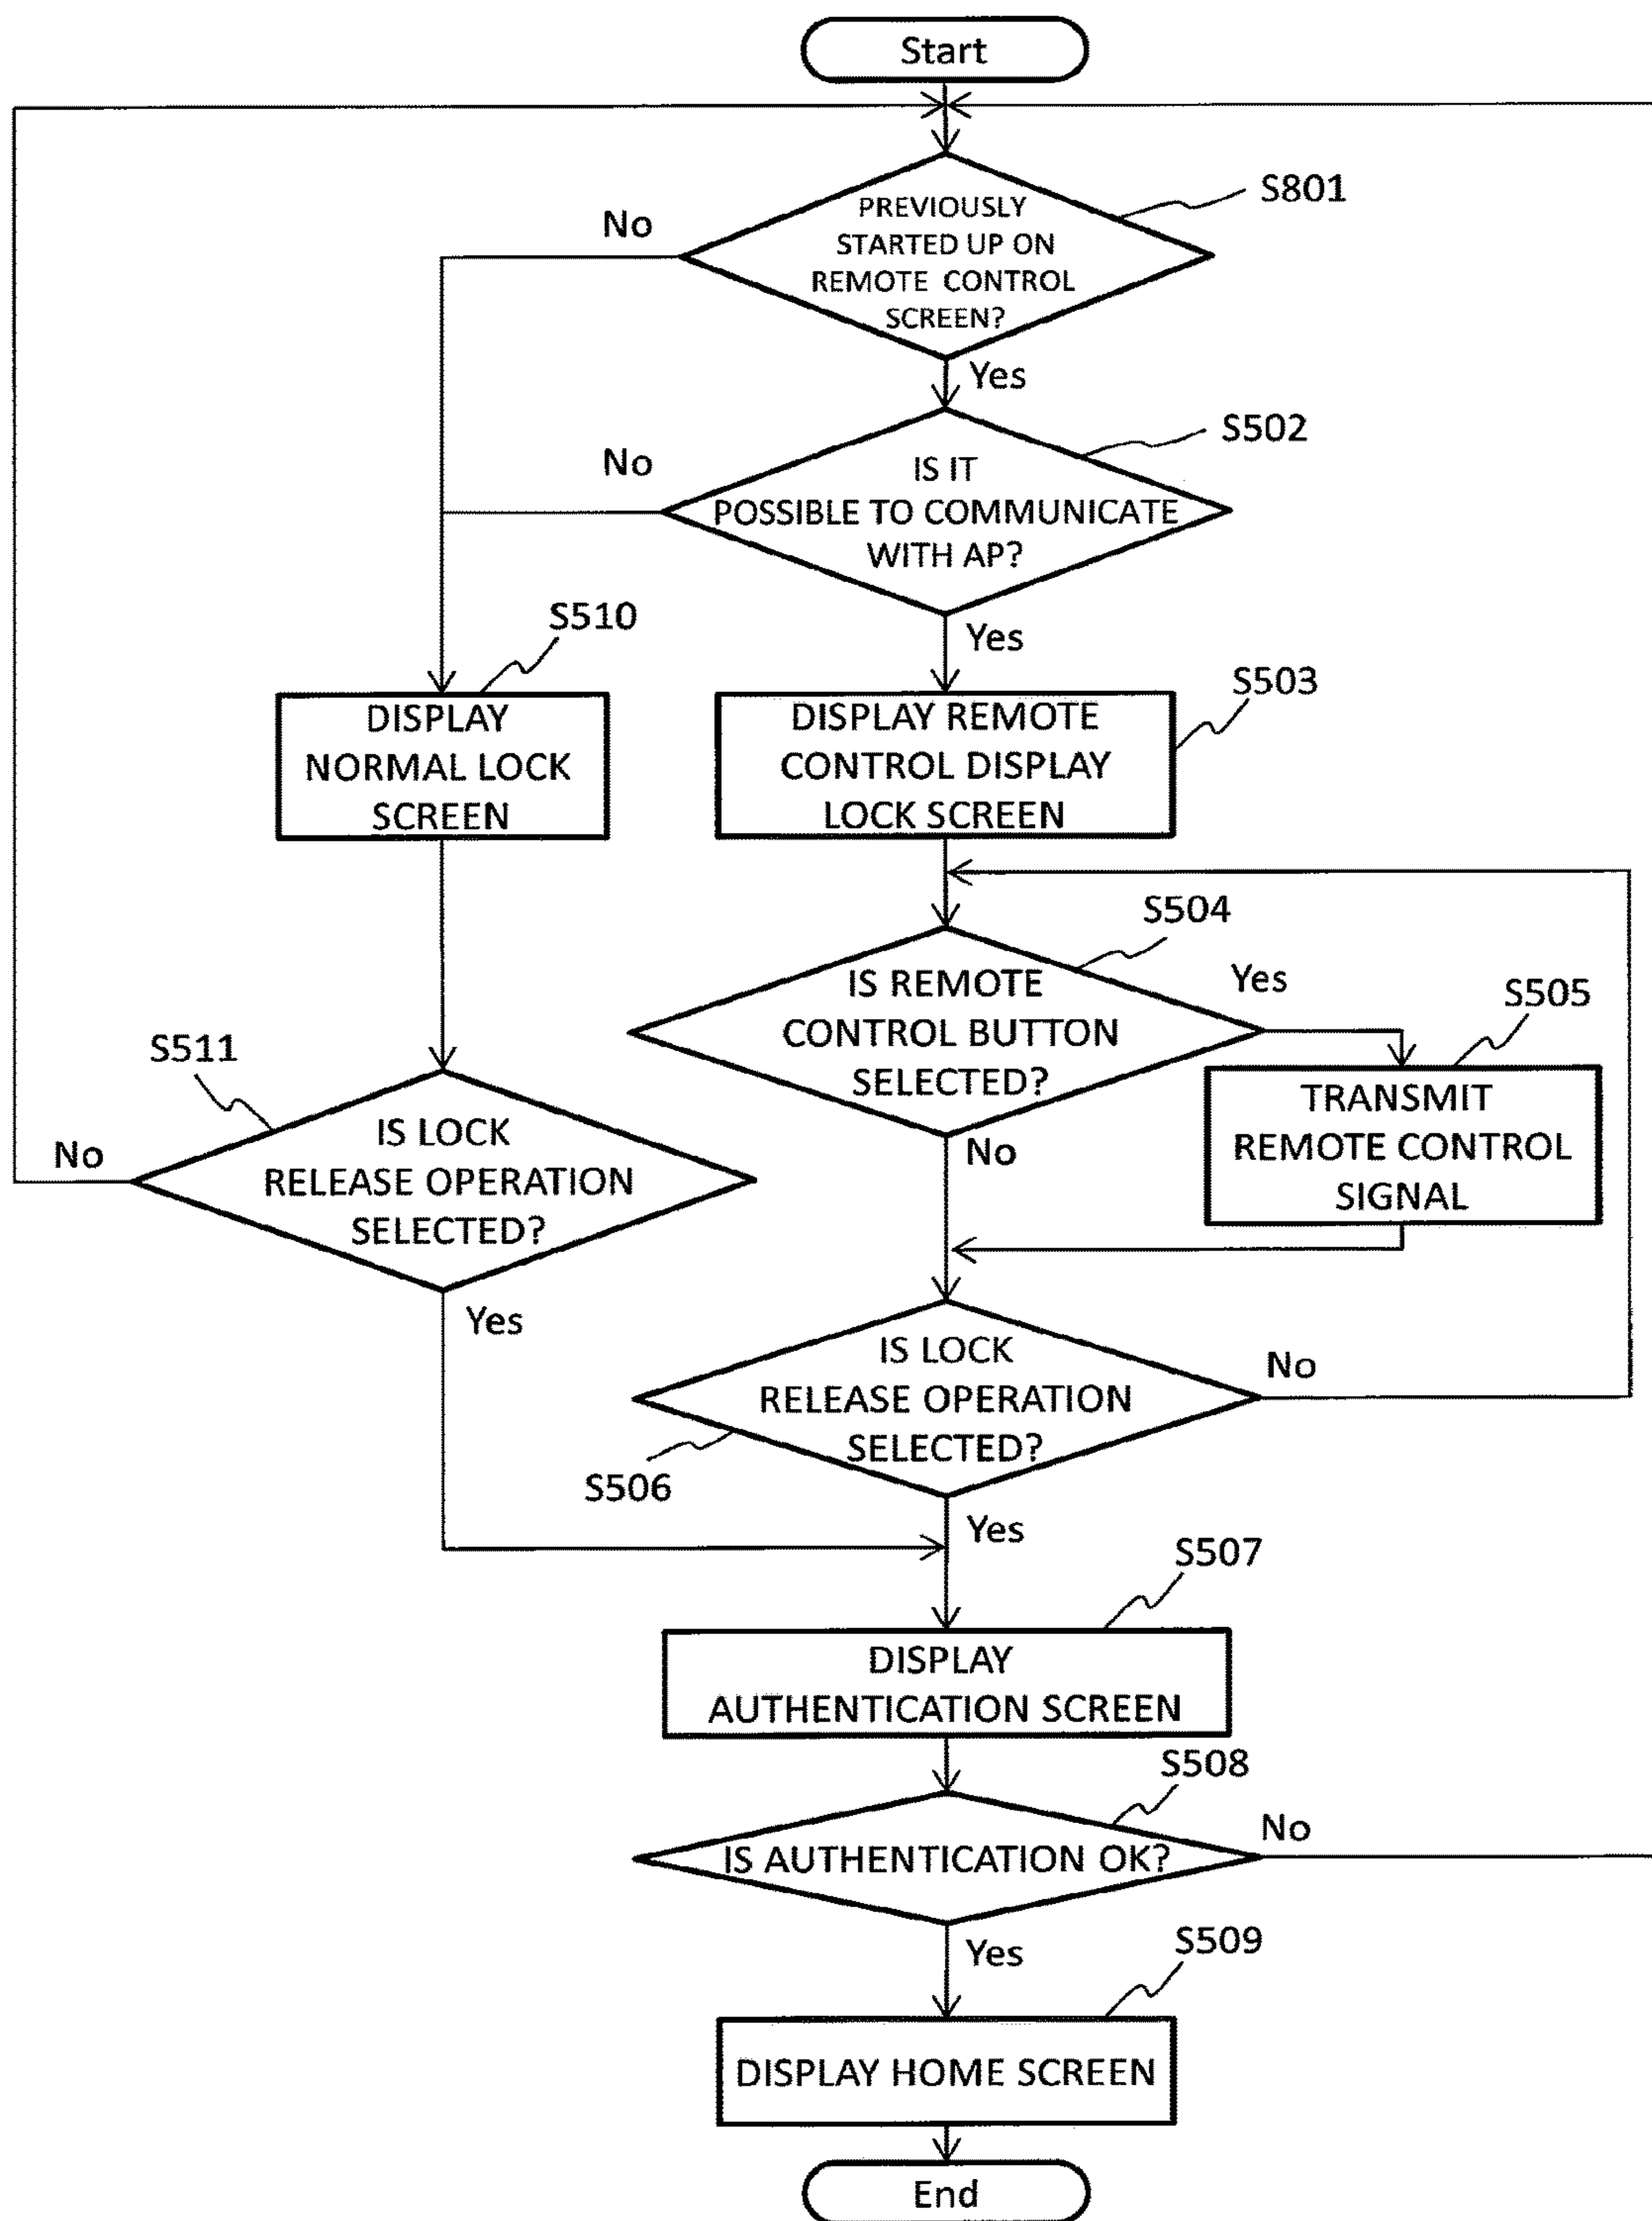 Start
S801
No
PREVIOUSLY
STARTED UP ON
REMOTE CONTROL
SCREEN?
Yes
S502
No
IS IT
POSSIBLE TO COMMUNICATE
WITH AP?
Yes
S510
DISPLAY
NORMAL LOCK
SCREEN
S503
DISPLAY REMOTE
CONTROL DISPLAY
LOCK SCREEN
S504
IS REMOTE
CONTROL BUTTON
SELECTED?
Yes
S505
TRANSMIT
REMOTE CONTROL
SIGNAL
No
S511
IS LOCK
RELEASE OPERATION
SELECTED?
No
Yes
IS LOCK
RELEASE OPERATION
SELECTED?
No
S506
Yes
S507
DISPLAY
AUTHENTICATION SCREEN
S508
IS AUTHENTICATION OK?
No
Yes
S509
DISPLAY HOME SCREEN
End